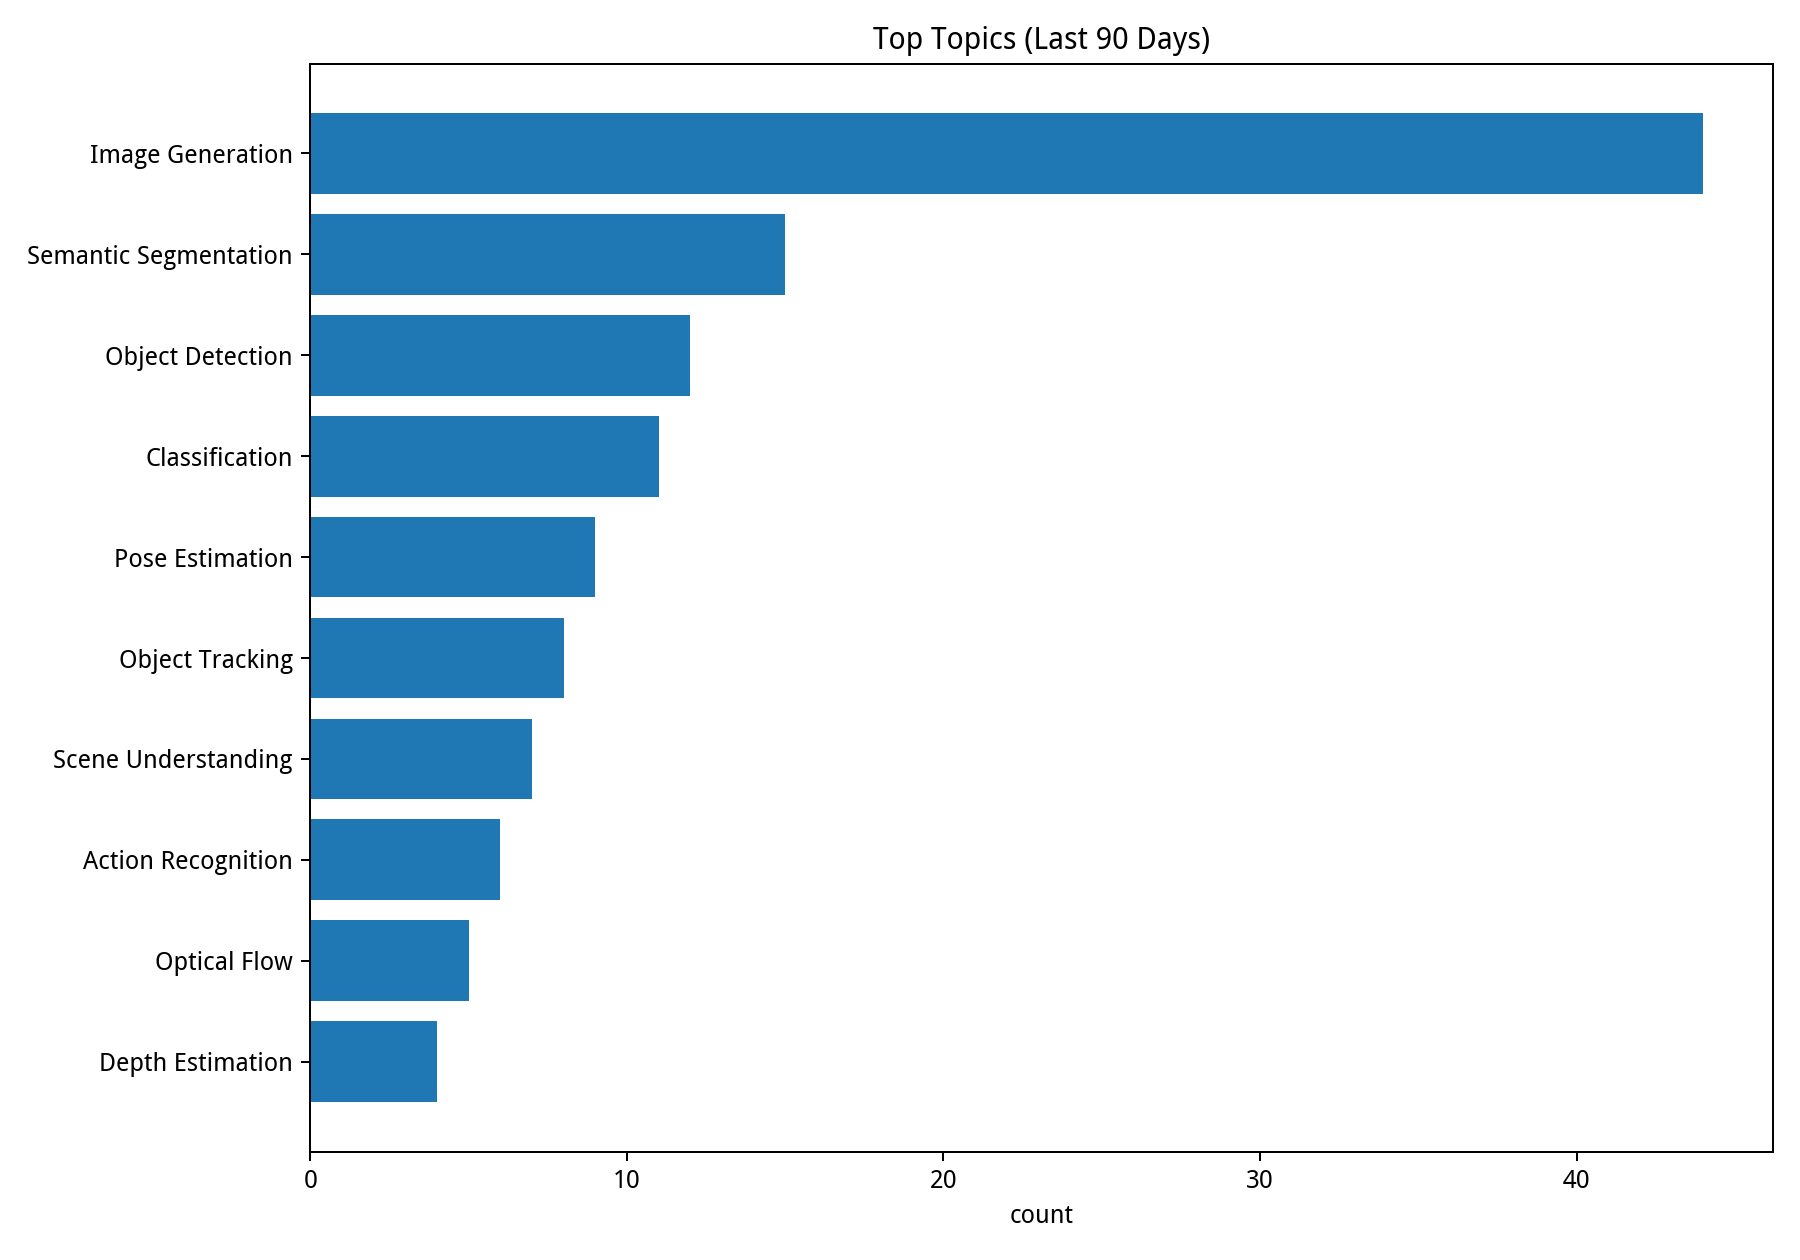 Top Topics (Last 90 Days)
Image Generation
Semantic Segmentation
Object Detection
Classification
Pose Estimation
Object Tracking
Scene Understanding
Action Recognition
Optical Flow
Depth Estimation
0 10 20 30 40
count